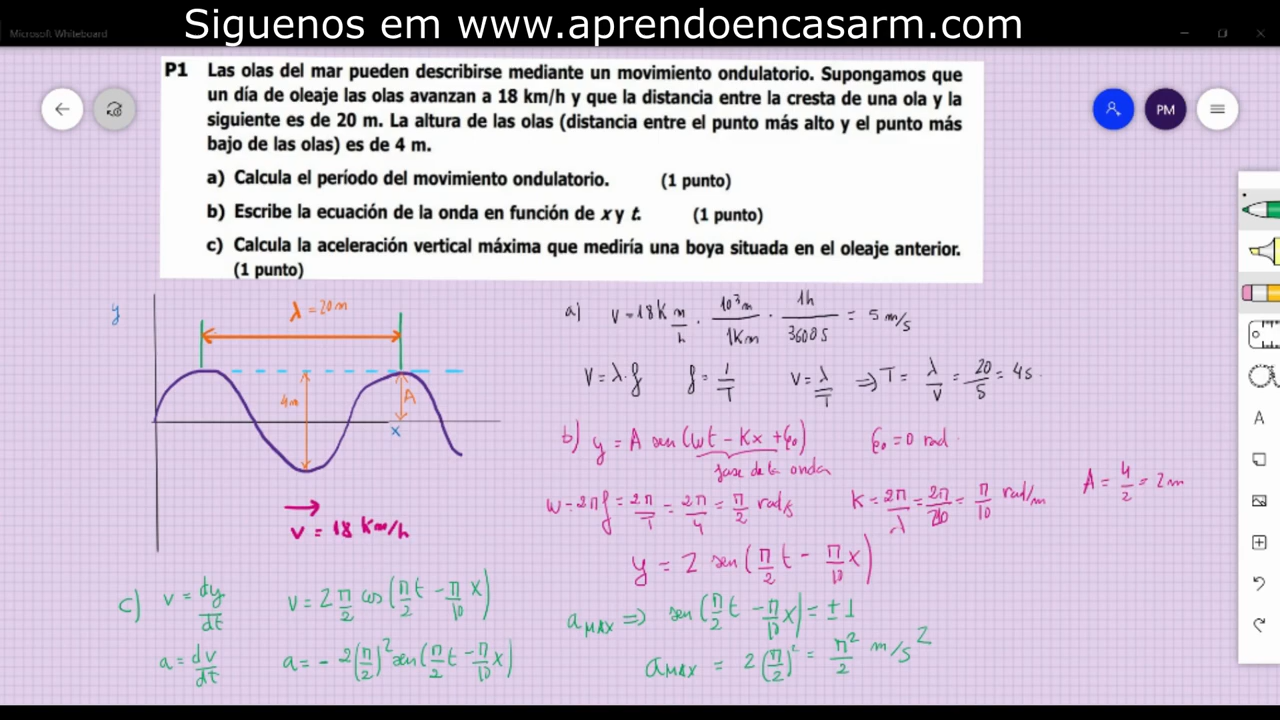 Siguenos em www.aprendoencasarm.com
Microsoft Whiteboard
PM
P1 Las olas del mar pueden describirse mediante un movimiento ondulatorio. Supongamos que
un día de oleaje las olas avanzan a 18 km/h y que la distancia entre la cresta de una ola y la
siguiente es de 20 m. La altura de las olas (distancia entre el punto más alto y el punto más
bajo de las olas) es de 4 m.
a) Calcula el período del movimiento ondulatorio. (1 punto)
b) Escribe la ecuación de la onda en función de x y t. (1 punto)
c) Calcula la aceleración vertical máxima que mediría una boya situada en el oleaje anterior.
(1 punto)
y
λ = 20 m
4m
A
x
v = 18 Km/h
a) V = 18 K m/h · 10³m/1Km · 1h/3600s = 5 m/s
V = λ·f f = 1/T V = λ/T ⇒ T = λ/V = 20/5 = 4s
b) y = A sen(ωt − Kx + φ₀) φ₀ = 0 rad
fase de la onda
ω = 2πf = 2π/T = 2π/4 = π/2 rad/s K = 2π/λ = 2π/20 = π/10 rad/m A = 4/2 = 2m
y = 2 sen(π/2 t − π/10 x)
c) v = dy/dt v = 2 π/2 cos(π/2 t − π/10 x)
a = dv/dt a = −2(π/2)² sen(π/2 t − π/10 x)
a MAX ⇒ sen(π/2 t − π/10 x) = ±1
a MAX = 2(π/2)² = π²/2 m/s²
A